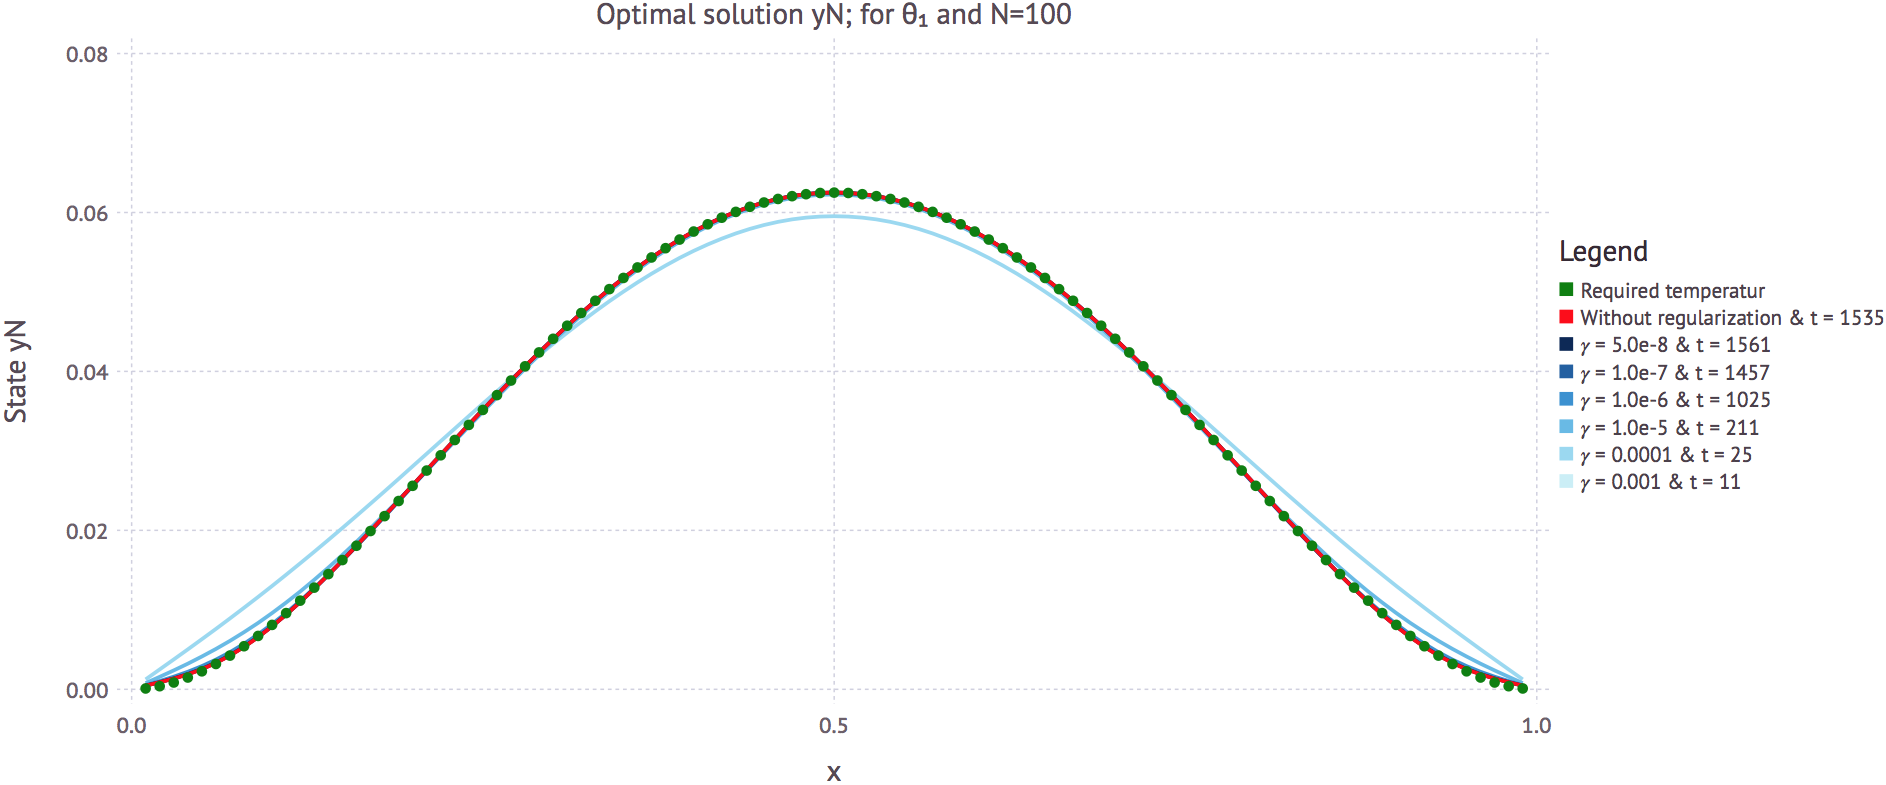 Optimal solution yN; for θ₁ and N=100
0.08
0.06
0.04
0.02
0.00
State yN
0.0 0.5 1.0
x
Legend
Required temperatur
Without regularization & t = 1535
γ = 5.0e-8 & t = 1561
γ = 1.0e-7 & t = 1457
γ = 1.0e-6 & t = 1025
γ = 1.0e-5 & t = 211
γ = 0.0001 & t = 25
γ = 0.001 & t = 11